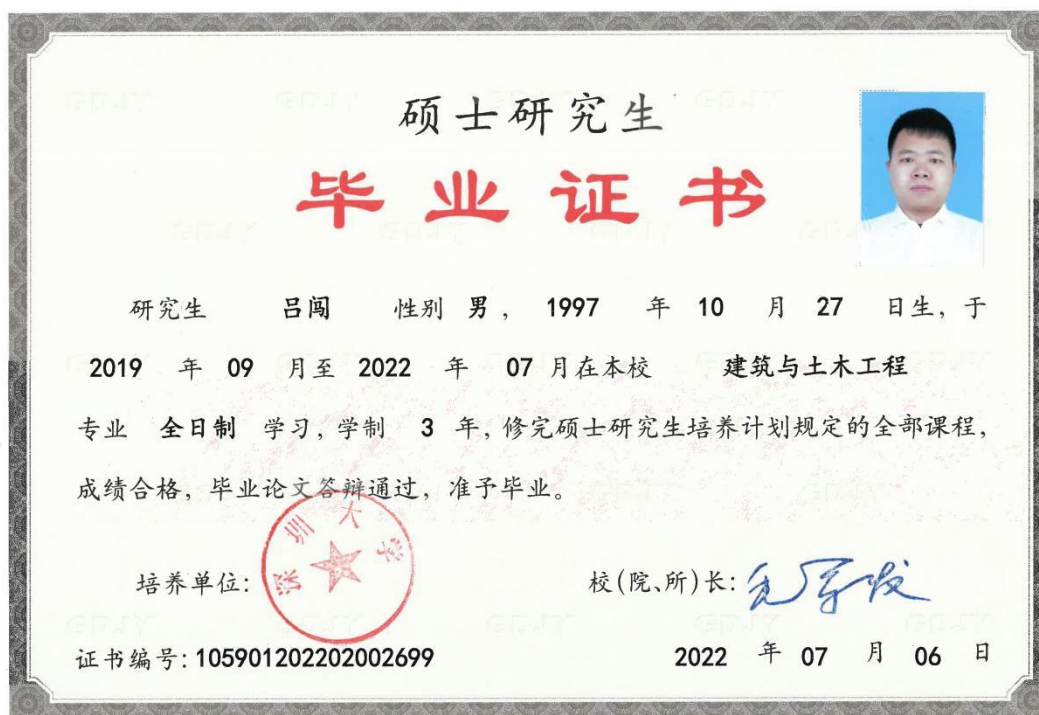 硕士研究生
毕业证书
研究生 吕闯 性别 男，1997 年 10 月 27 日生，于
2019 年 09 月至 2022 年 07 月在本校 建筑与土木工程
专业 全日制 学习，学制 3 年，修完硕士研究生培养计划规定的全部课程，
成绩合格，毕业论文答辩通过，准予毕业。
深圳大学
培养单位：
校（院、所）长：
证书编号：105901202202002699
2022 年 07 月 06 日